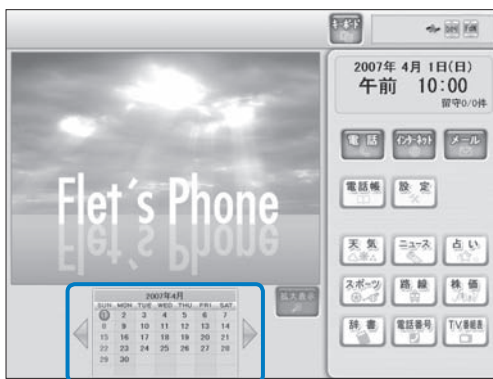 キーボード
2007年 4月 1日(日)
午前 10:00
留守0/0件
電 話
インターネット
メール
電話帳
設 定
Flet's Phone
天 気
ニュース
占 い
スポーツ
路 線
株 価
辞 書
電話番号
TV番組表
拡大表示
2007年4月
SUN MON TUE WED THU FRI SAT
1 2 3 4 5 6 7
8 9 10 11 12 13 14
15 16 17 18 19 20 21
22 23 24 25 26 27 28
29 30